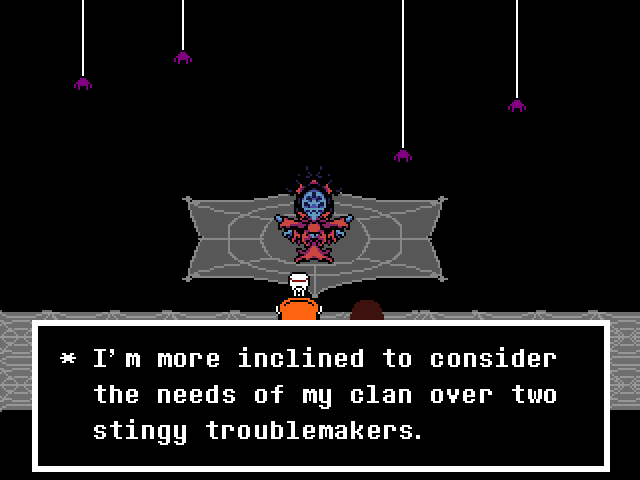 * I'm more inclined to consider
the needs of my clan over two
stingy troublemakers.